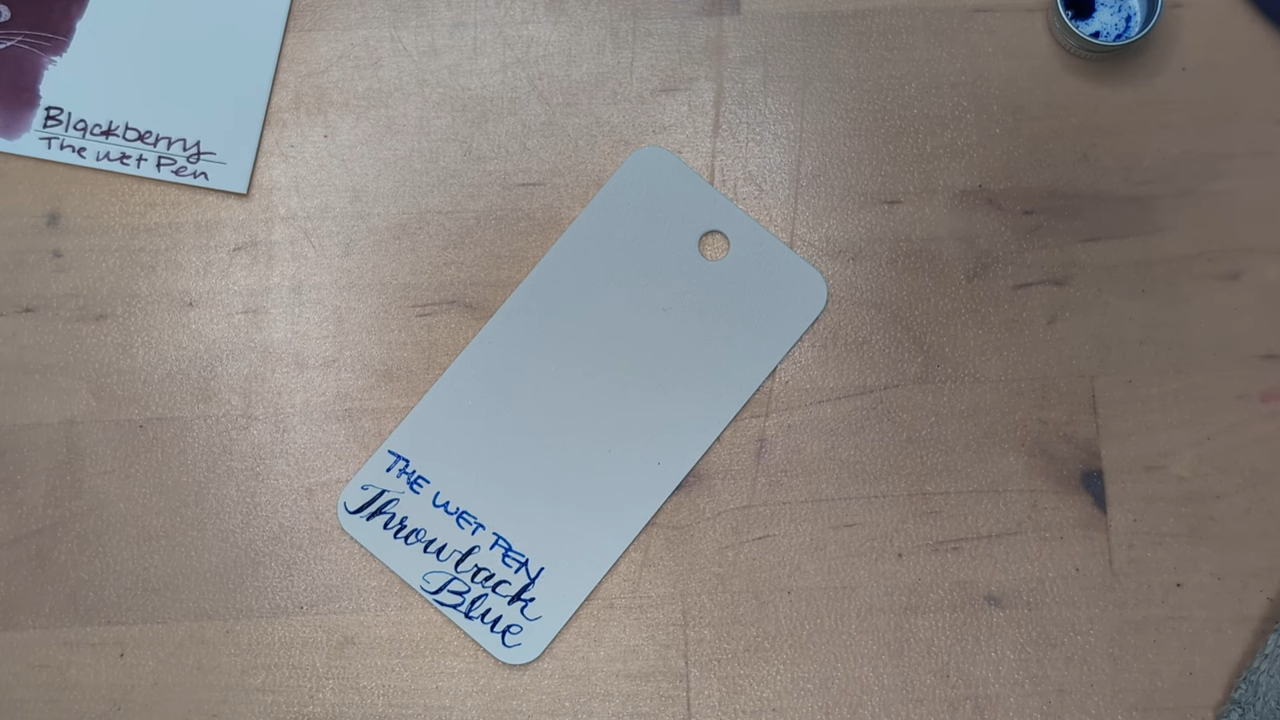 Blackberry
The Wet Pen
THE WET PEN
Throwback
Blue